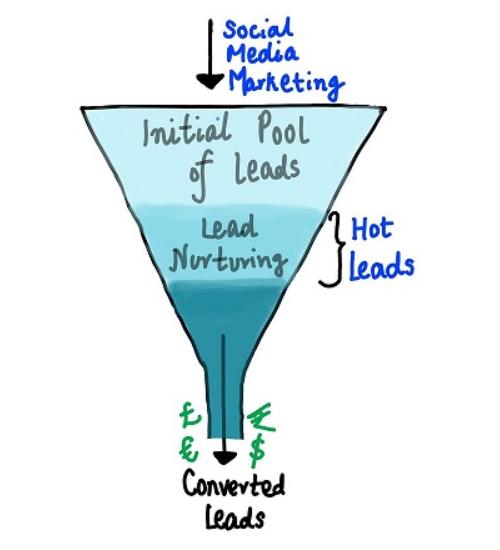 Social
Media
Marketing
Initial Pool
of Leads
Lead
Nurturing
Hot
Leads
£ ₹
€ $
Converted
Leads